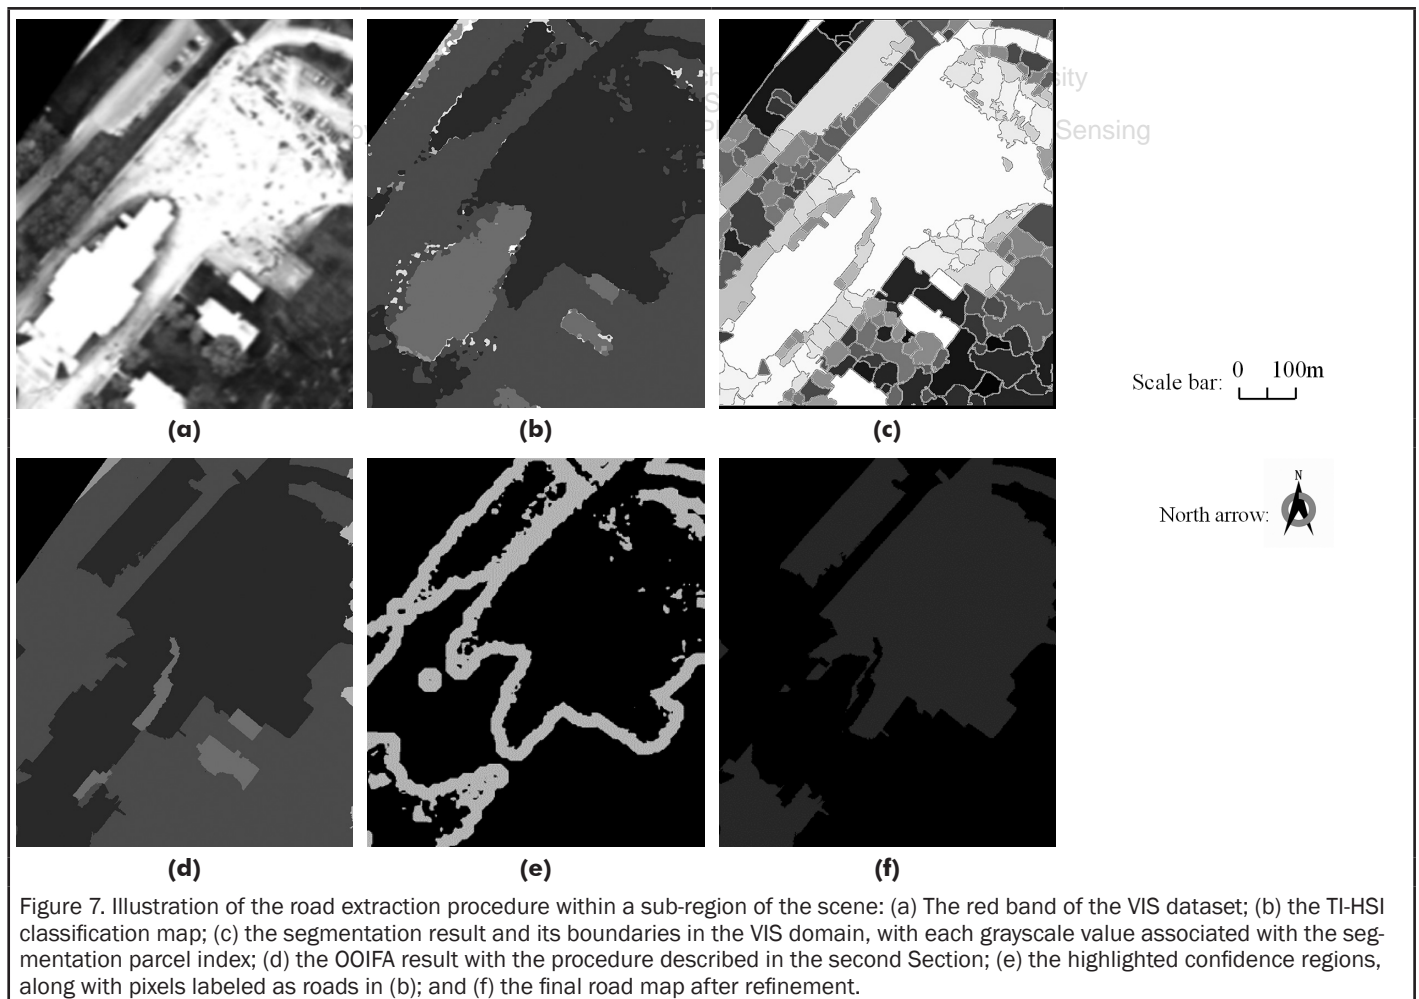 sity
Sensing
(a)
(b)
(c)
Scale bar: 0 100m
North arrow: N
(d)
(e)
(f)
Figure 7. Illustration of the road extraction procedure within a sub-region of the scene: (a) The red band of the VIS dataset; (b) the TI-HSI
classification map; (c) the segmentation result and its boundaries in the VIS domain, with each grayscale value associated with the seg-
mentation parcel index; (d) the OOIFA result with the procedure described in the second Section; (e) the highlighted confidence regions,
along with pixels labeled as roads in (b); and (f) the final road map after refinement.